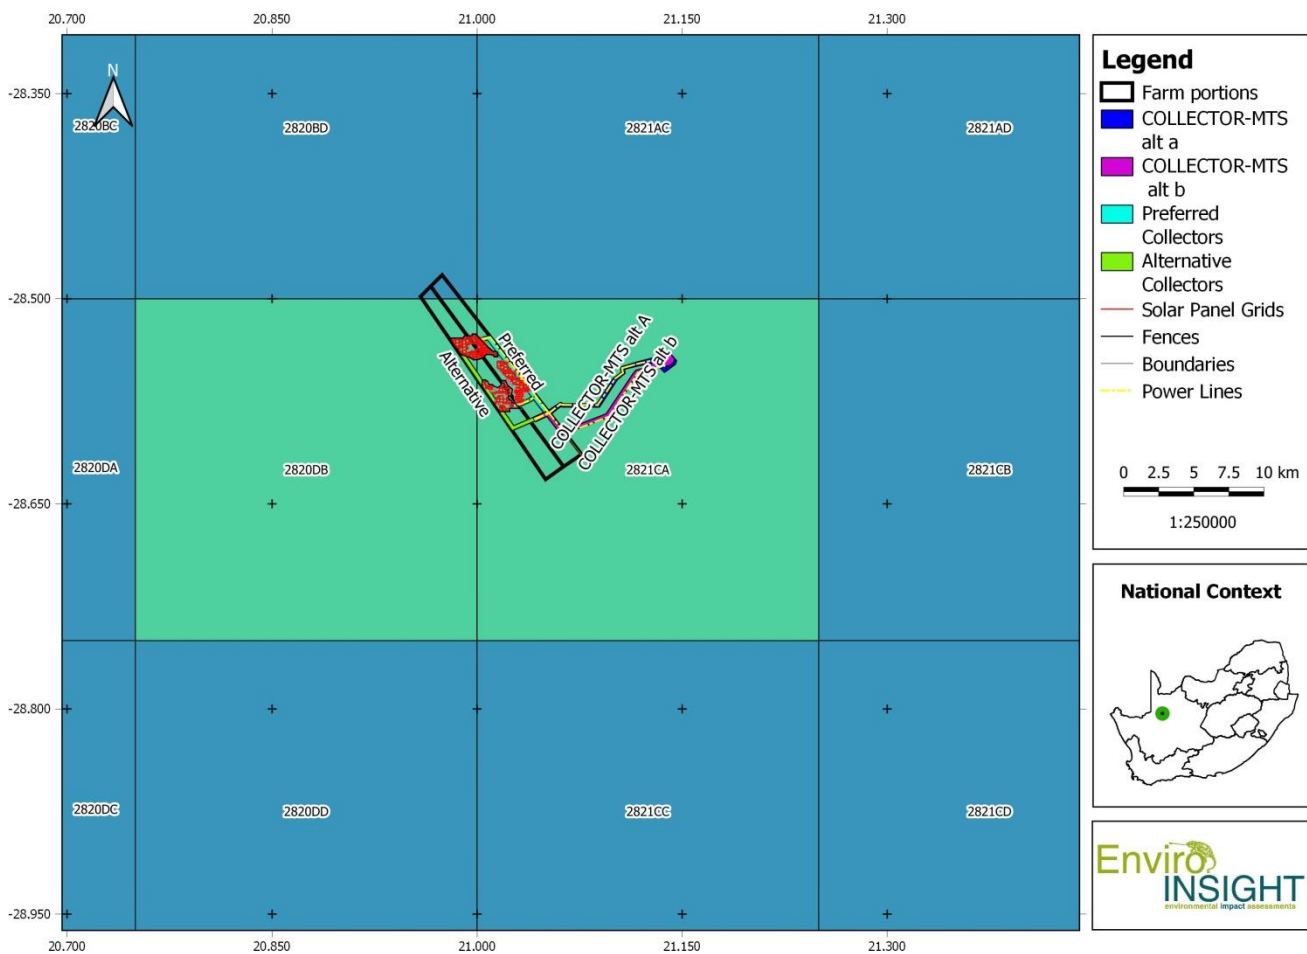 20.700
20.850
21.000
21.150
21.300
-28.350
-28.500
-28.650
-28.800
-28.950
N
2820BC
2820BD
2821AC
2821AD
2820DA
2820DB
2821CA
2821CB
2820DC
2820DD
2821CC
2821CD
Preferred
Alternative
COLLECTOR-MTS alt A
COLLECTOR-MTS alt b
20.700
20.850
21.000
21.150
21.300
Legend
Farm portions
COLLECTOR-MTS
alt a
COLLECTOR-MTS
alt b
Preferred
Collectors
Alternative
Collectors
Solar Panel Grids
Fences
Boundaries
Power Lines
0 2.5 5 7.5 10 km
1:250000
National Context
Enviro
INSIGHT
environmental impact assessments